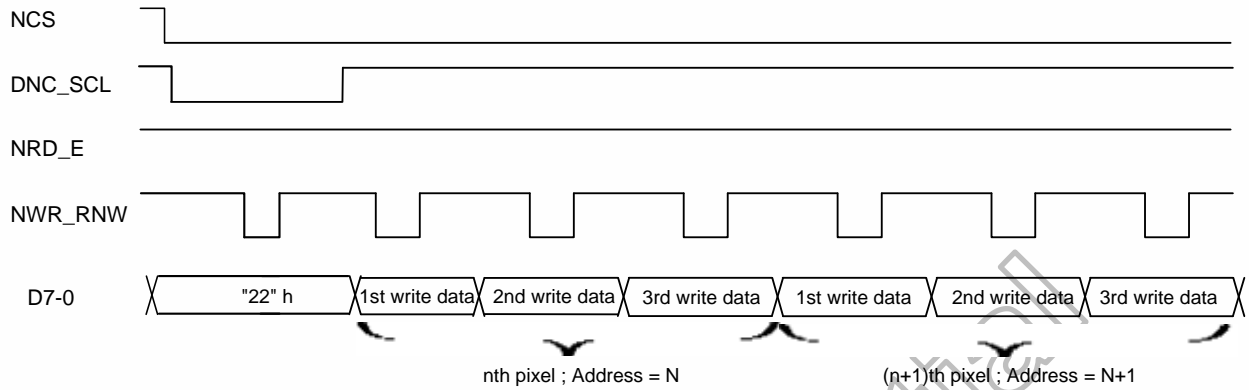 NCS
DNC_SCL
NRD_E
NWR_RNW
D7-0 "22" h 1st write data 2nd write data 3rd write data 1st write data 2nd write data 3rd write data
nth pixel ; Address = N (n+1)th pixel ; Address = N+1